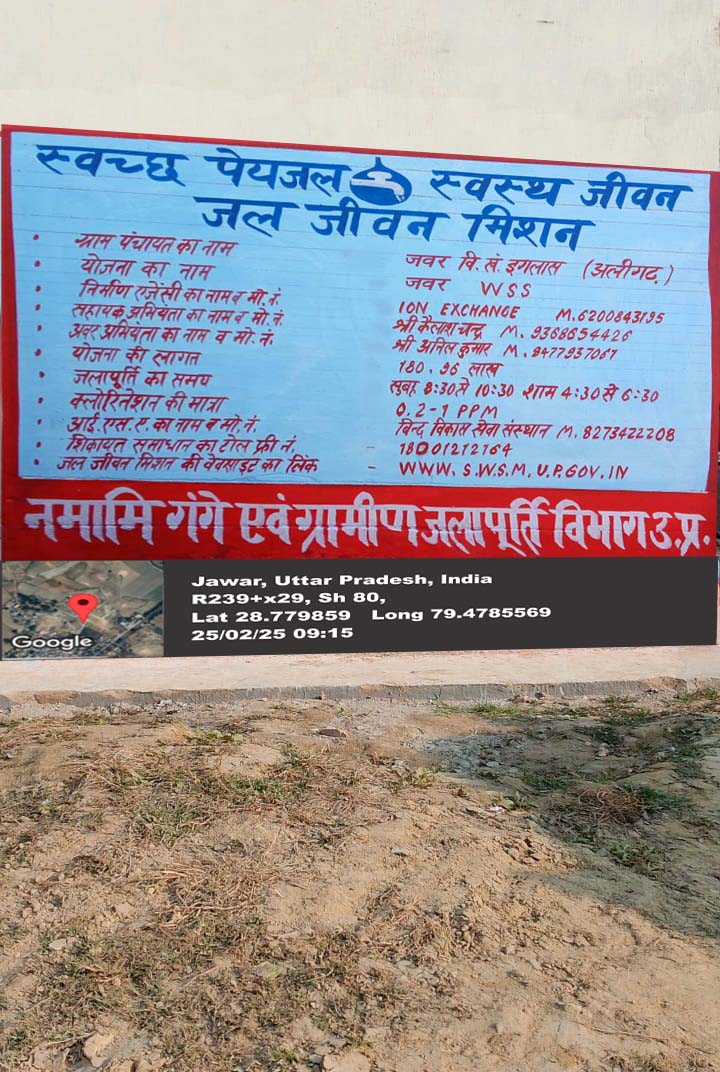 स्वच्छ पेयजल स्वस्थ जीवन
जल जीवन मिशन
• ग्राम पंचायत का नाम जवर वि.सं. इगलास (अलीगढ़)
• योजना का नाम जवर WSS
• निर्माण एजेंसी का नाम व मो.नं. ION EXCHANGE M.6200843195
• सहायक अभियंता का नाम व मो.नं. श्री कैलाश चन्द्र M. 9368654426
• अवर अभियंता का नाम व मो.नं. श्री अनिल कुमार M. 9477937067
• योजना की लागत 180.96 लाख
• जलापूर्ति का समय सुबह 8:30 से 10:30 शाम 4:30 से 6:30
• क्लोरिनेशन की मात्रा 0.2-1 PPM
• आई.एस.ए. का नाम व मो.नं. बिन्द विकास सेवा संस्थान M. 8273422208
• शिकायत समाधान का टोल फ्री नं. - 18001212164
• जल जीवन मिशन की वेवसाइट का लिंक - WWW.S.W.S.M.U.P.GOV.IN
नमामि गंगे एवं ग्रामीण जलापूर्ति विभाग उ.प्र.
Jawar, Uttar Pradesh, India
R239+x29, Sh 80,
Lat 28.779859 Long 79.4785569
25/02/25 09:15
Google